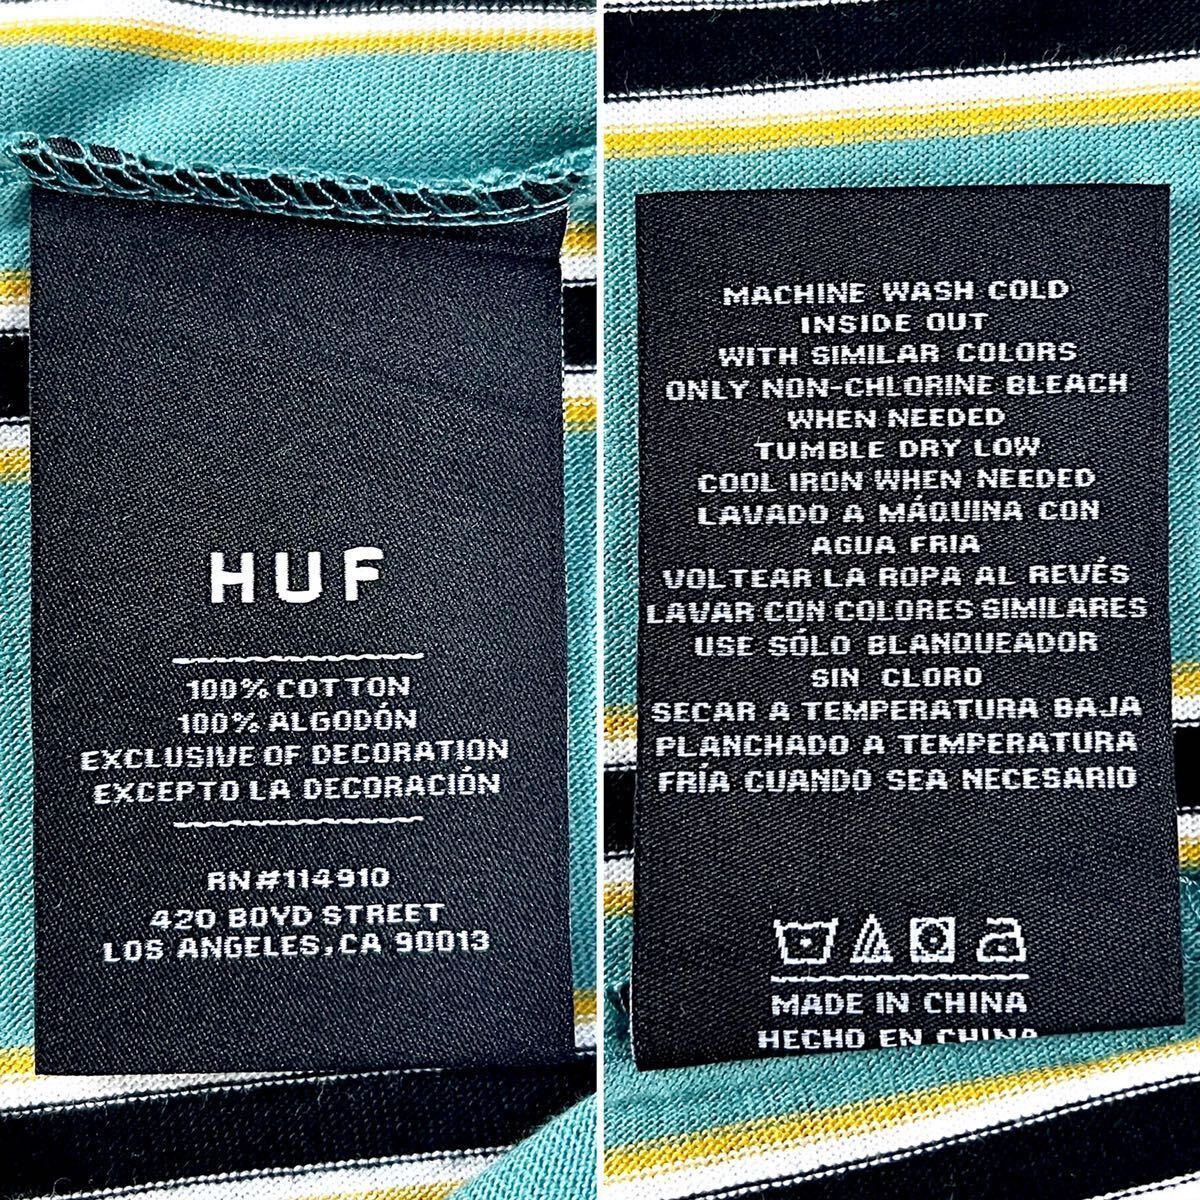 HUF
100% COTTON
100% ALGODÓN
EXCLUSIVE OF DECORATION
EXCEPTO LA DECORACIÓN
RN#114910
420 BOYD STREET
LOS ANGELES, CA 90013
MACHINE WASH COLD
INSIDE OUT
WITH SIMILAR COLORS
ONLY NON-CHLORINE BLEACH
WHEN NEEDED
TUMBLE DRY LOW
COOL IRON WHEN NEEDED
LAVADO A MÁQUINA CON
AGUA FRIA
VOLTEAR LA ROPA AL REVÉS
LAVAR CON COLORES SIMILARES
USE SÓLO BLANQUEADOR
SIN CLORO
SECAR A TEMPERATURA BAJA
PLANCHADO A TEMPERATURA
FRÍA CUANDO SEA NECESARIO
MADE IN CHINA
HECHO EN CHINA